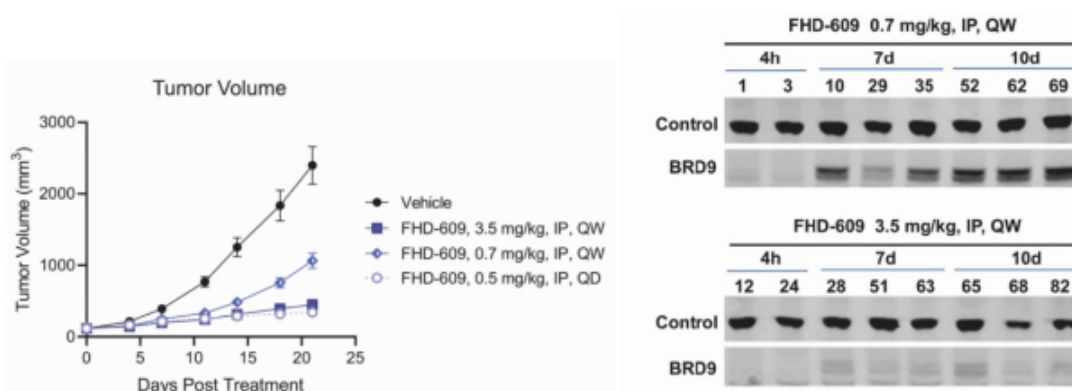 Tumor Volume
Tumor Volume (mm³)
3000
2000
1000
0
0 5 10 15 20 25
Days Post Treatment
Vehicle
FHD-609, 3.5 mg/kg, IP, QW
FHD-609, 0.7 mg/kg, IP, QW
FHD-609, 0.5 mg/kg, IP, QD
FHD-609 0.7 mg/kg, IP, QW
4h 7d 10d
1 3 10 29 35 52 62 69
Control
BRD9
FHD-609 3.5 mg/kg, IP, QW
4h 7d 10d
12 24 28 51 63 65 68 82
Control
BRD9